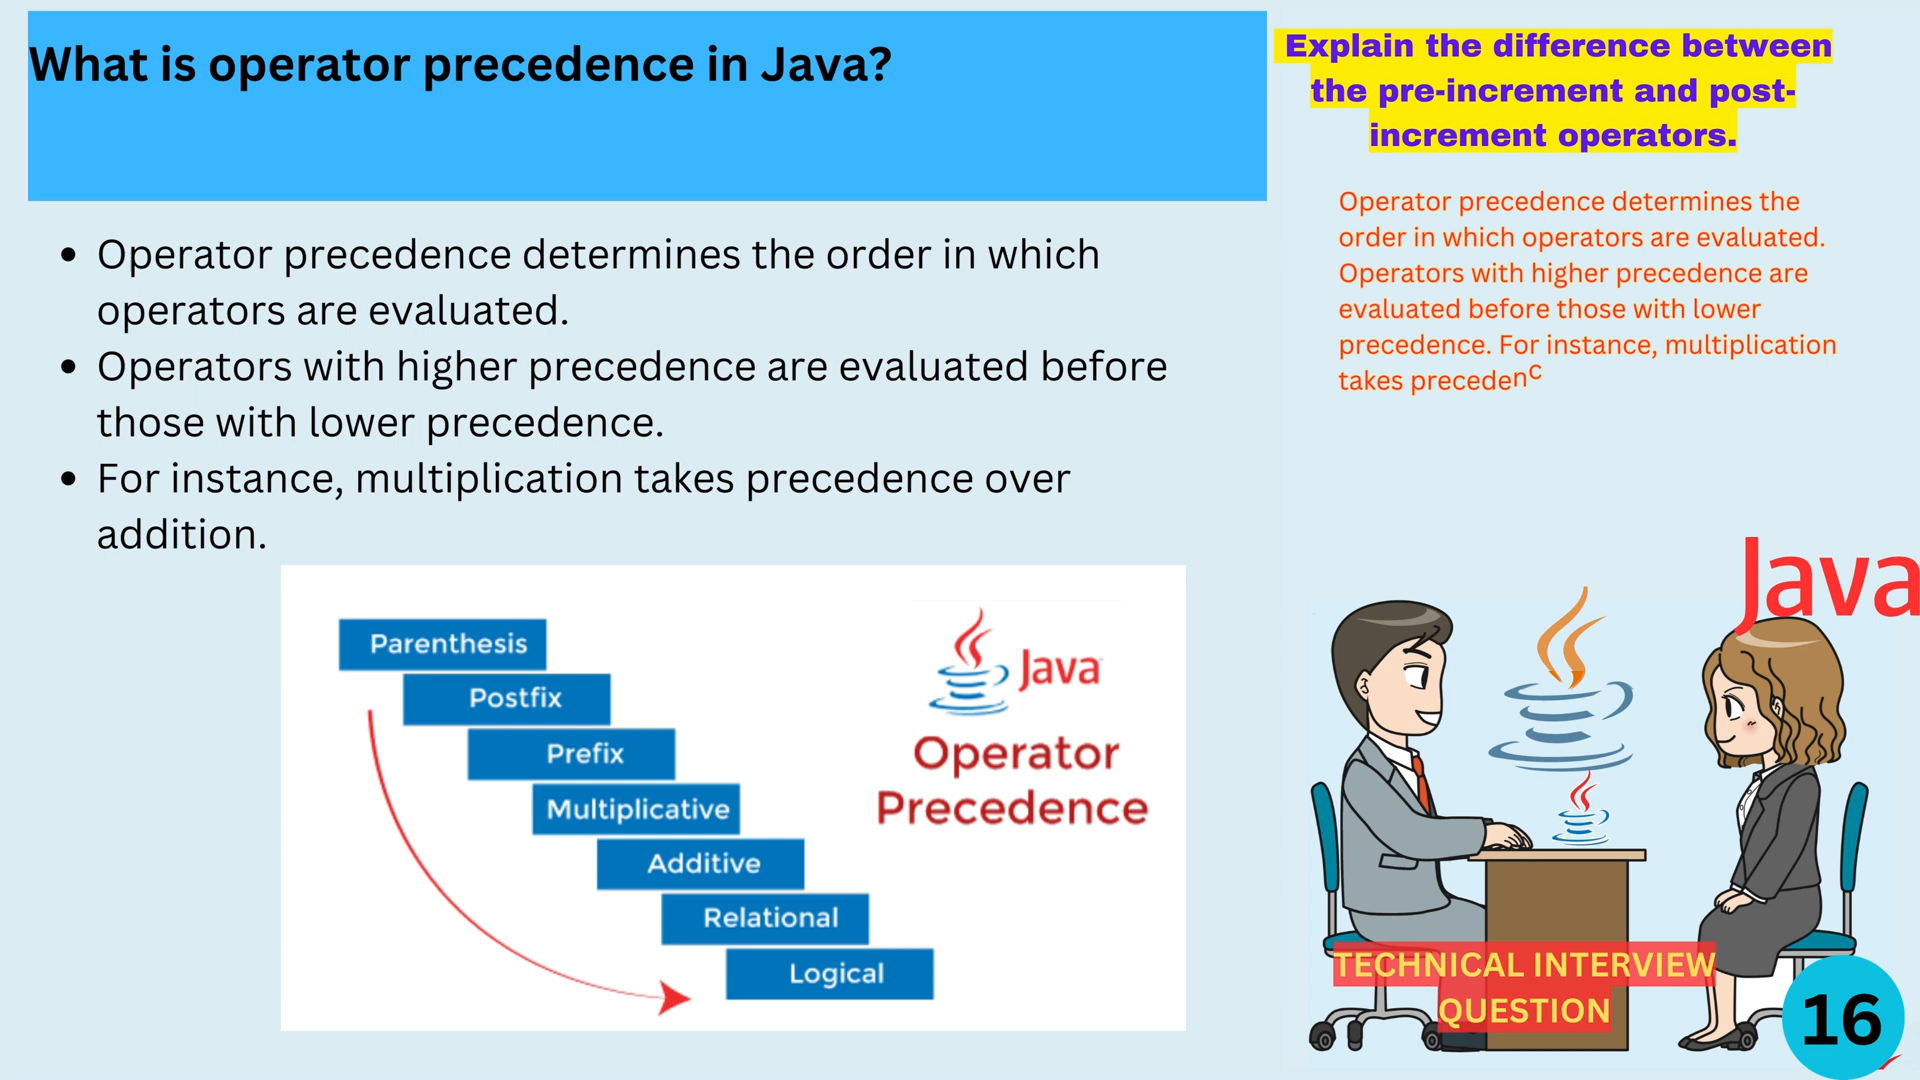 What is operator precedence in Java?
• Operator precedence determines the order in which
operators are evaluated.
• Operators with higher precedence are evaluated before
those with lower precedence.
• For instance, multiplication takes precedence over
addition.
Parenthesis
Postfix
Prefix
Multiplicative
Additive
Relational
Logical
Java
Operator
Precedence
Explain the difference between
the pre-increment and post-
increment operators.
Operator precedence determines the
order in which operators are evaluated.
Operators with higher precedence are
evaluated before those with lower
precedence. For instance, multiplication
takes precedenc
Java
TECHNICAL INTERVIEW
QUESTION
16